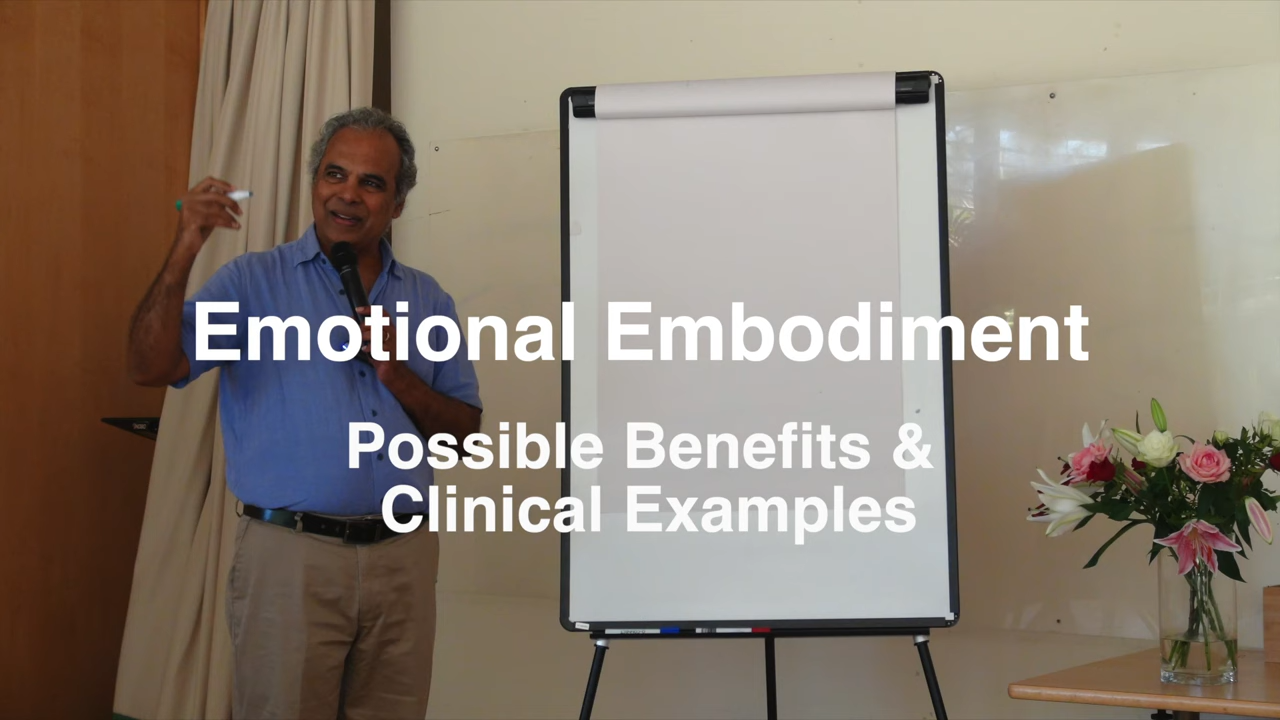 Emotional Embodiment
Possible Benefits &
Clinical Examples